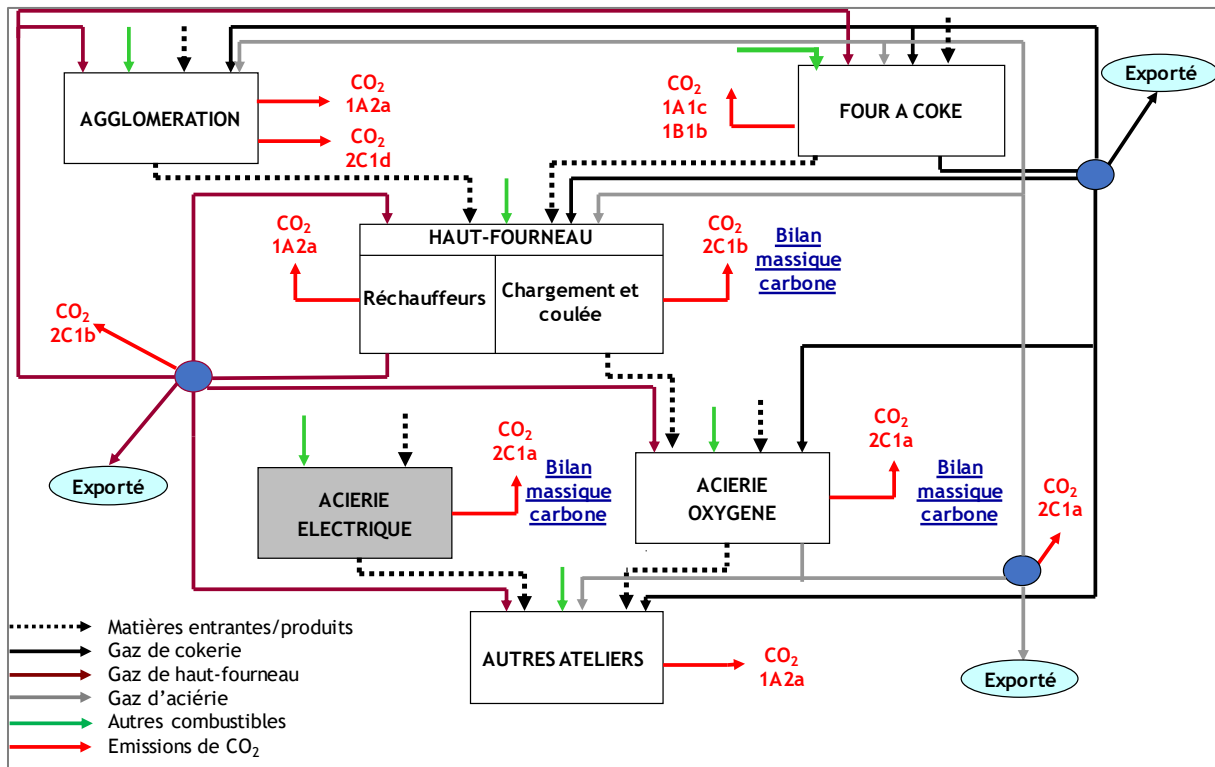 AGGLOMERATION
CO₂
1A2a
CO₂
2C1d
CO₂
1A1c
1B1b
FOUR A COKE
Exporté
HAUT-FOURNEAU
Réchauffeurs
Chargement et
coulée
CO₂
1A2a
CO₂
2C1b
Bilan
massique
carbone
CO₂
2C1b
Exporté
ACIERIE
ELECTRIQUE
CO₂
2C1a
Bilan
massique
carbone
ACIERIE
OXYGENE
CO₂
2C1a
Bilan
massique
carbone
CO₂
2C1a
Exporté
AUTRES ATELIERS
CO₂
1A2a
Matières entrantes/produits
Gaz de cokerie
Gaz de haut-fourneau
Gaz d'aciérie
Autres combustibles
Emissions de CO₂